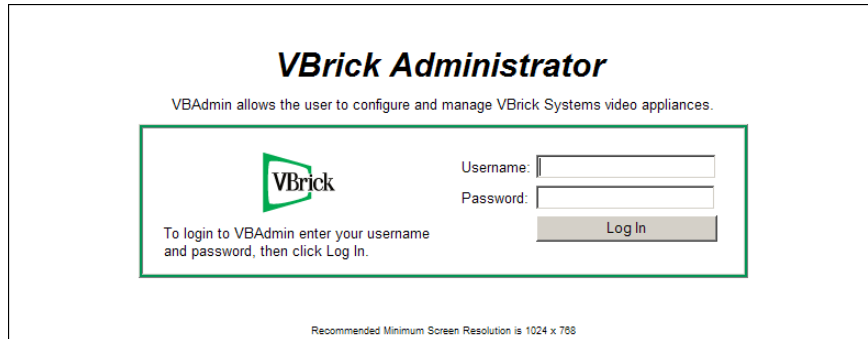 VBrick Administrator
VBAdmin allows the user to configure and manage VBrick Systems video appliances.
VBrick
To login to VBAdmin enter your username
and password, then click Log In.
Username:
Password:
Log In
Recommended Minimum Screen Resolution is 1024 x 768